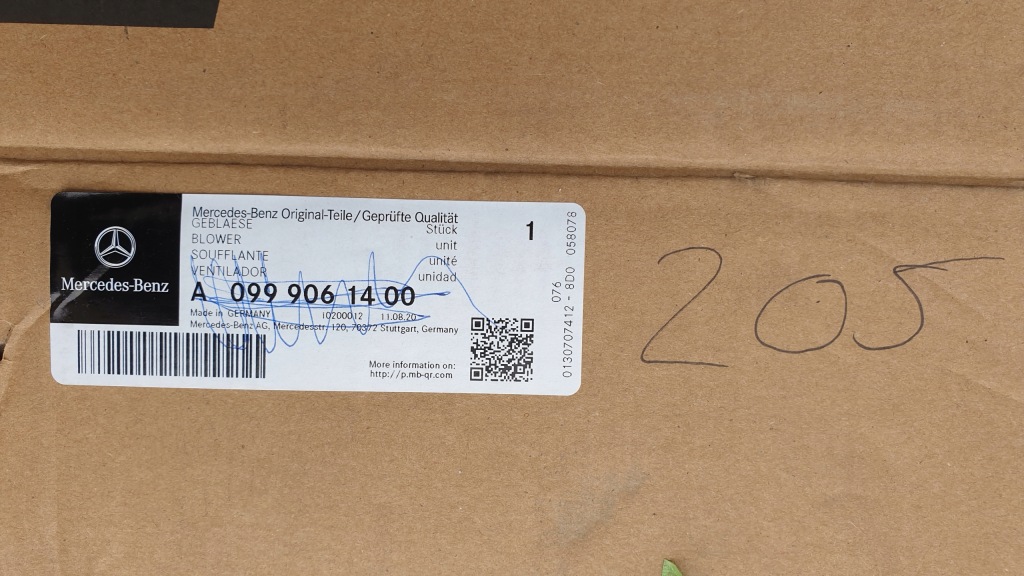 Mercedes-Benz
Mercedes-Benz Original-Teile/Geprüfte Qualität
GEBLAESE Stück 1
BLOWER unit
SOUFFLANTE unité
VENTILADOR unidad
A 099 906 14 00
Made in GERMANY 10200012 11.08.20
Mercedes-Benz AG, Mercedesstr. 120, 70372 Stuttgart, Germany
More information on:
http://p.mb-qr.com
076
0130707412 - 8D0 058078
205